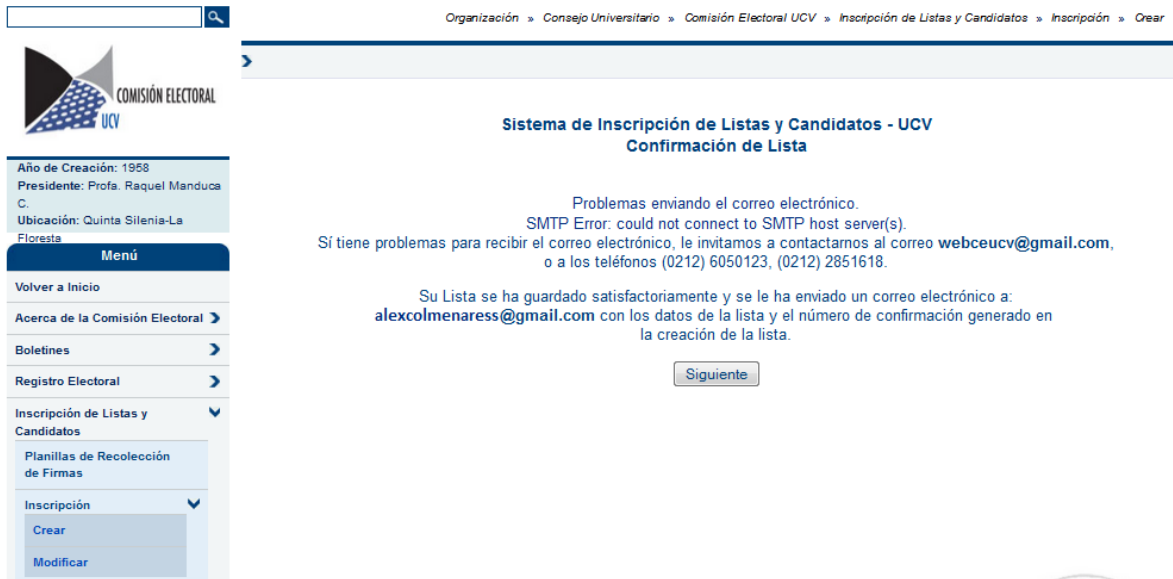 Organización » Consejo Universitario » Comisión Electoral UCV » Inscripción de Listas y Candidatos » Inscripción » Crear
COMISIÓN ELECTORAL
UCV
Año de Creación: 1958
Presidente: Profa. Raquel Manduca
C.
Ubicación: Quinta Silenia-La
Floresta
Menú
Volver a Inicio
Acerca de la Comisión Electoral
Boletines
Registro Electoral
Inscripción de Listas y
Candidatos
Planillas de Recolección
de Firmas
Inscripción
Crear
Modificar
Sistema de Inscripción de Listas y Candidatos - UCV
Confirmación de Lista
Problemas enviando el correo electrónico.
SMTP Error: could not connect to SMTP host server(s).
Sí tiene problemas para recibir el correo electrónico, le invitamos a contactarnos al correo webceucv@gmail.com,
o a los teléfonos (0212) 6050123, (0212) 2851618.
Su Lista se ha guardado satisfactoriamente y se le ha enviado un correo electrónico a:
alexcolmenaress@gmail.com con los datos de la lista y el número de confirmación generado en
la creación de la lista.
Siguiente